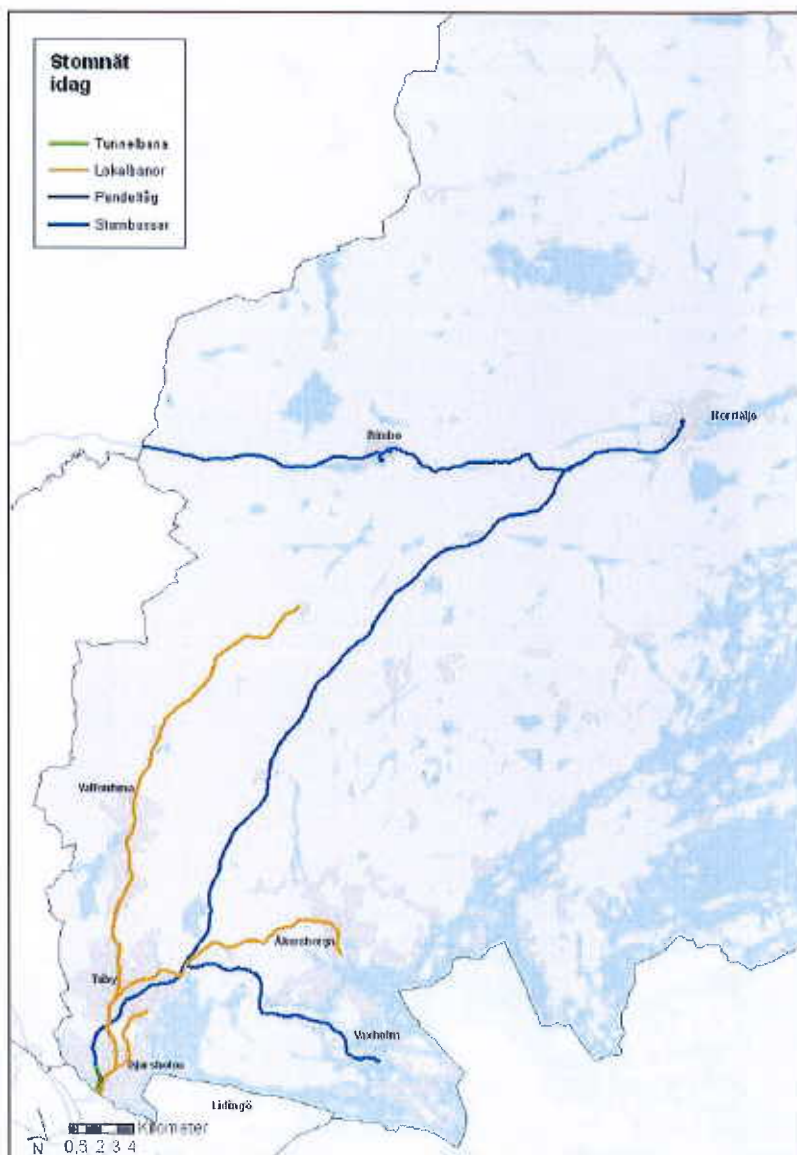 Stomnät
idag
Tunnelbana
Lokalbanor
Pendeltåg
Stombussar
Norrtälje
Rimbo
Vallentuna
Åkersberga
Täby
Vaxholm
Djursholm
Lidingö
Kilometer
N
0,5 2 3 4